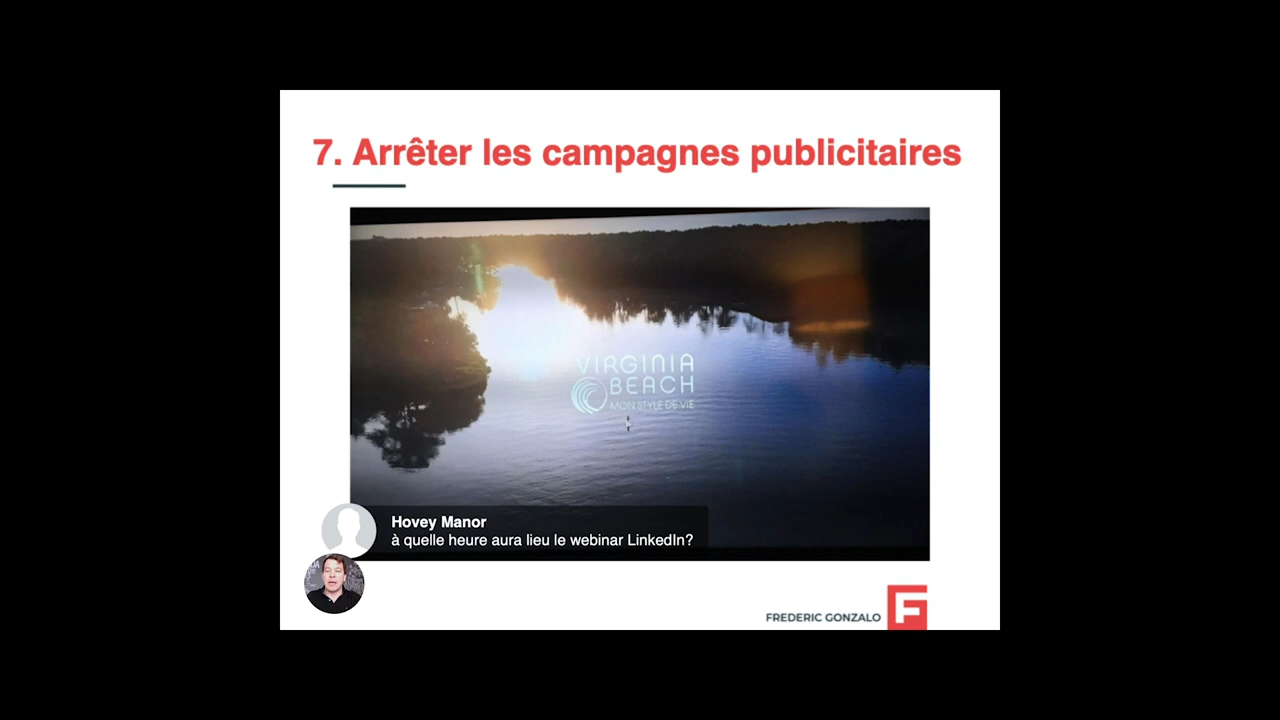 7. Arrêter les campagnes publicitaires
VIRGINIA
BEACH
MON STYLE DE VIE
Hovey Manor
à quelle heure aura lieu le webinar LinkedIn?
FREDERIC GONZALO
F